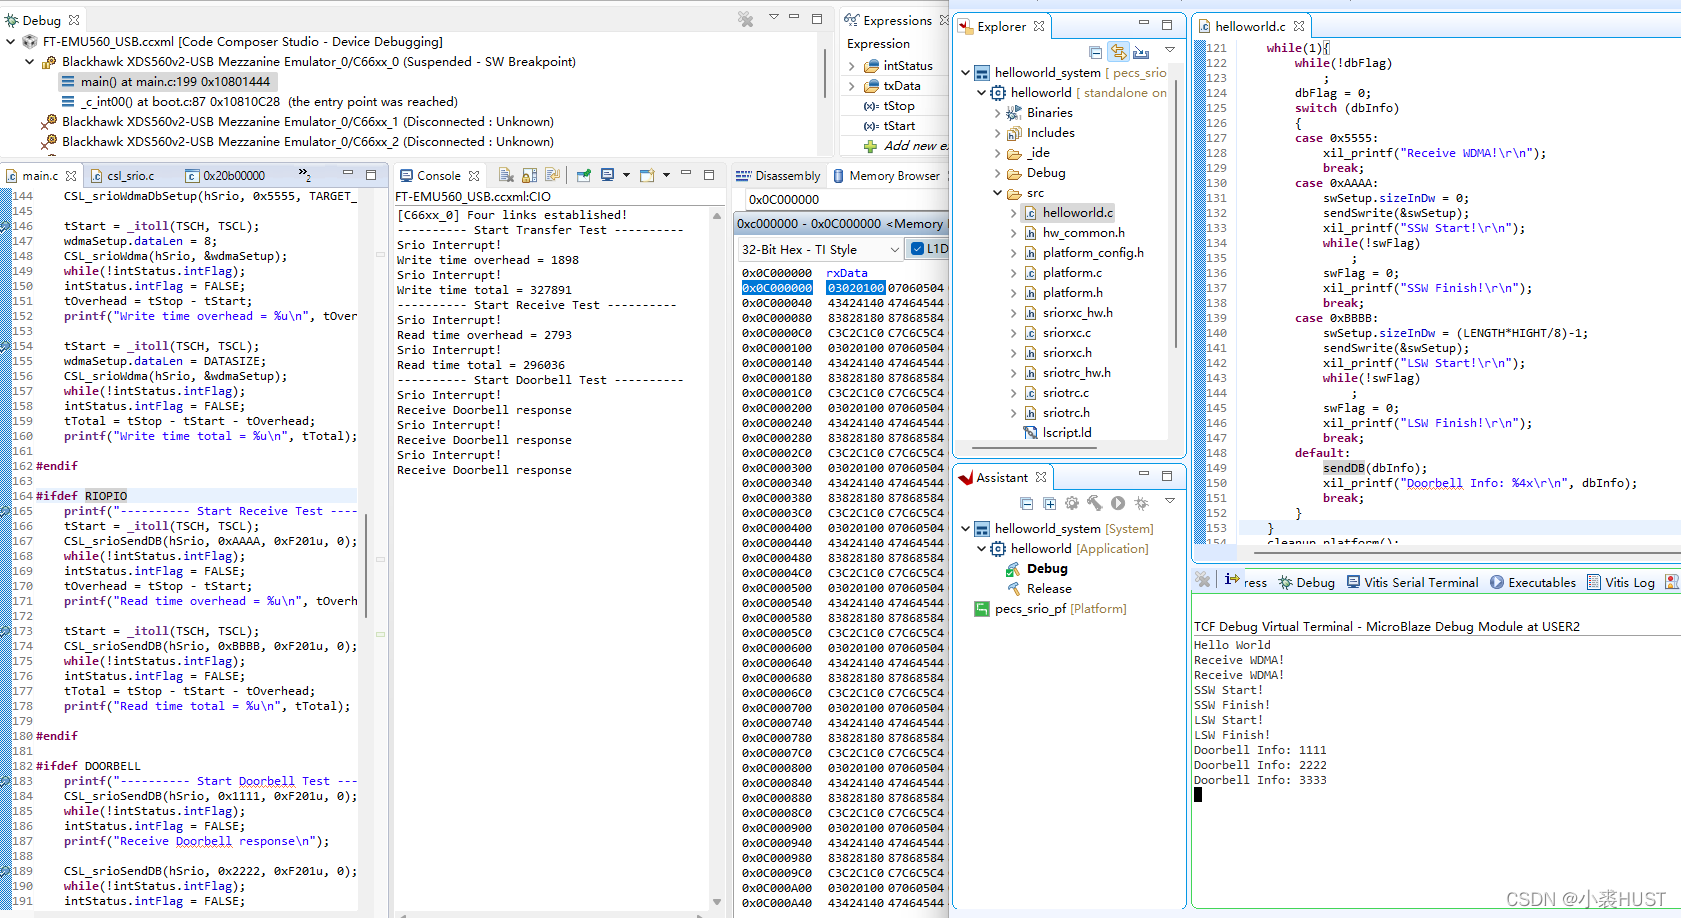 Debug
FT-EMU560_USB.ccxml [Code Composer Studio - Device Debugging]
Blackhawk XDS560v2-USB Mezzanine Emulator_0/C66xx_0 (Suspended - SW Breakpoint)
main() at main.c:199 0x10801444
_c_int00() at boot.c:87 0x10810C28 (the entry point was reached)
Blackhawk XDS560v2-USB Mezzanine Emulator_0/C66xx_1 (Disconnected : Unknown)
Blackhawk XDS560v2-USB Mezzanine Emulator_0/C66xx_2 (Disconnected : Unknown)
Expressions
Expression
intStatus
txData
(x)= tStop
(x)= tStart
Add new e
main.c
csl_srio.c
0x20b00000
»2
144 CSL_srioWdmaDbSetup(hSrio, 0x5555, TARGET_
145
146 tStart = _itoll(TSCH, TSCL);
147 wdmaSetup.dataLen = 8;
148 CSL_srioWdma(hSrio, &wdmaSetup);
149 while(!intStatus.intFlag);
150 intStatus.intFlag = FALSE;
151 tOverhead = tStop - tStart;
152 printf("Write time overhead = %u\n", tOver
153
154 tStart = _itoll(TSCH, TSCL);
155 wdmaSetup.dataLen = DATASIZE;
156 CSL_srioWdma(hSrio, &wdmaSetup);
157 while(!intStatus.intFlag);
158 intStatus.intFlag = FALSE;
159 tTotal = tStop - tStart - tOverhead;
160 printf("Write time total = %u\n", tTotal);
161
162 #endif
163
164 #ifdef RIOPIO
165 printf("---------- Start Receive Test ----
166 tStart = _itoll(TSCH, TSCL);
167 CSL_srioSendDB(hSrio, 0xAAAA, 0xF201u, 0);
168 while(!intStatus.intFlag);
169 intStatus.intFlag = FALSE;
170 tOverhead = tStop - tStart;
171 printf("Read time overhead = %u\n", tOverh
172
173 tStart = _itoll(TSCH, TSCL);
174 CSL_srioSendDB(hSrio, 0xBBBB, 0xF201u, 0);
175 while(!intStatus.intFlag);
176 intStatus.intFlag = FALSE;
177 tTotal = tStop - tStart - tOverhead;
178 printf("Read time total = %u\n", tTotal);
179
180 #endif
181
182 #ifdef DOORBELL
183 printf("---------- Start Doorbell Test ---
184 CSL_srioSendDB(hSrio, 0x1111, 0xF201u, 0);
185 while(!intStatus.intFlag);
186 intStatus.intFlag = FALSE;
187 printf("Receive Doorbell response\n");
188
189 CSL_srioSendDB(hSrio, 0x2222, 0xF201u, 0);
190 while(!intStatus.intFlag);
191 intStatus.intFlag = FALSE;
Console
FT-EMU560_USB.ccxml:CIO
[C66xx_0] Four links established!
---------- Start Transfer Test ----------
Srio Interrupt!
Write time overhead = 1898
Srio Interrupt!
Write time total = 327891
---------- Start Receive Test ----------
Srio Interrupt!
Read time overhead = 2793
Srio Interrupt!
Read time total = 296036
---------- Start Doorbell Test ----------
Srio Interrupt!
Receive Doorbell response
Srio Interrupt!
Receive Doorbell response
Srio Interrupt!
Receive Doorbell response
Disassembly
Memory Browser
0x0C000000
0xc000000 - 0x0C000000 <Memory
32-Bit Hex - TI Style
L1D
0x0C000000 rxData
0x0C000000 03020100 07060504
0x0C000040 43424140 47464544
0x0C000080 83828180 87868584
0x0C0000C0 C3C2C1C0 C7C6C5C4
0x0C000100 03020100 07060504
0x0C000140 43424140 47464544
0x0C000180 83828180 87868584
0x0C0001C0 C3C2C1C0 C7C6C5C4
0x0C000200 03020100 07060504
0x0C000240 43424140 47464544
0x0C000280 83828180 87868584
0x0C0002C0 C3C2C1C0 C7C6C5C4
0x0C000300 03020100 07060504
0x0C000340 43424140 47464544
0x0C000380 83828180 87868584
0x0C0003C0 C3C2C1C0 C7C6C5C4
0x0C000400 03020100 07060504
0x0C000440 43424140 47464544
0x0C000480 83828180 87868584
0x0C0004C0 C3C2C1C0 C7C6C5C4
0x0C000500 03020100 07060504
0x0C000540 43424140 47464544
0x0C000580 83828180 87868584
0x0C0005C0 C3C2C1C0 C7C6C5C4
0x0C000600 03020100 07060504
0x0C000640 43424140 47464544
0x0C000680 83828180 87868584
0x0C0006C0 C3C2C1C0 C7C6C5C4
0x0C000700 03020100 07060504
0x0C000740 43424140 47464544
0x0C000780 83828180 87868584
0x0C0007C0 C3C2C1C0 C7C6C5C4
0x0C000800 03020100 07060504
0x0C000840 43424140 47464544
0x0C000880 83828180 87868584
0x0C0008C0 C3C2C1C0 C7C6C5C4
0x0C000900 03020100 07060504
0x0C000940 43424140 47464544
0x0C000980 83828180 87868584
0x0C0009C0 C3C2C1C0 C7C6C5C4
0x0C000A00 03020100 07060504
0x0C000A40 43424140 47464544
Explorer
helloworld_system [ pecs_srio
helloworld [ standalone on
Binaries
Includes
_ide
Debug
src
helloworld.c
hw_common.h
platform_config.h
platform.c
platform.h
sriorxc_hw.h
sriorxc.c
sriorxc.h
sriotrc_hw.h
sriotrc.c
sriotrc.h
lscript.ld
Assistant
helloworld_system [System]
helloworld [Application]
Debug
Release
pecs_srio_pf [Platform]
helloworld.c
121 while(1){
122 while(!dbFlag)
123 ;
124 dbFlag = 0;
125 switch (dbInfo)
126 {
127 case 0x5555:
128 xil_printf("Receive WDMA!\r\n");
129 break;
130 case 0xAAAA:
131 swSetup.sizeInDw = 0;
132 sendSwrite(&swSetup);
133 xil_printf("SSW Start!\r\n");
134 while(!swFlag)
135 ;
136 swFlag = 0;
137 xil_printf("SSW Finish!\r\n");
138 break;
139 case 0xBBBB:
140 swSetup.sizeInDw = (LENGTH*HIGHT/8)-1;
141 sendSwrite(&swSetup);
142 xil_printf("LSW Start!\r\n");
143 while(!swFlag)
144 ;
145 swFlag = 0;
146 xil_printf("LSW Finish!\r\n");
147 break;
148 default:
149 sendDB(dbInfo);
150 xil_printf("Doorbell Info: %4x\r\n", dbInfo);
151 break;
152 }
153 }
154 cleanup_platform();
ress
Debug
Vitis Serial Terminal
Executables
Vitis Log
TCF Debug Virtual Terminal - MicroBlaze Debug Module at USER2
Hello World
Receive WDMA!
Receive WDMA!
SSW Start!
SSW Finish!
LSW Start!
LSW Finish!
Doorbell Info: 1111
Doorbell Info: 2222
Doorbell Info: 3333
CSDN @小裘HUST